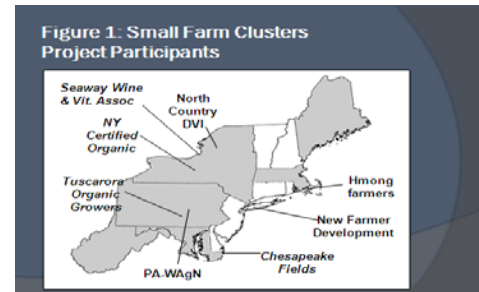 Figure 1: Small Farm Clusters
Project Participants
Seaway Wine
& Vit. Assoc
North
Country
DVI
NY
Certified
Organic
Tuscarora
Organic
Growers
Hmong
farmers
New Farmer
Development
Chesapeake
Fields
PA-WAgN